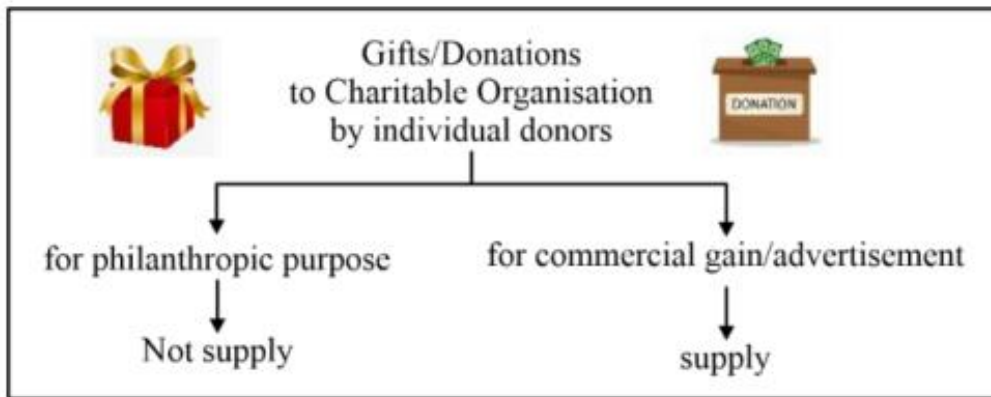 Gifts/Donations
to Charitable Organisation
by individual donors
DONATION
for philanthropic purpose
for commercial gain/advertisement
Not supply
supply